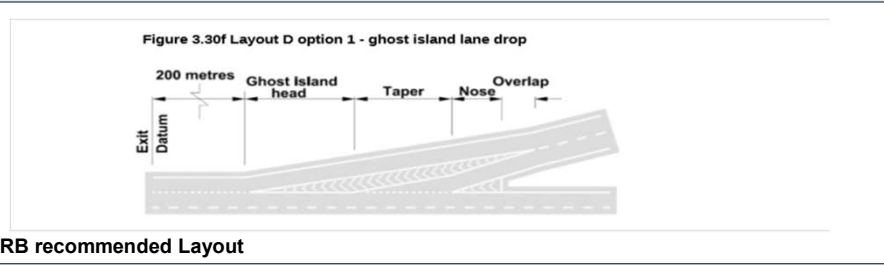 Figure 3.30f Layout D option 1 - ghost island lane drop
200 metres
Ghost Island
head
Taper
Nose
Overlap
Exit
Datum
RB recommended Layout